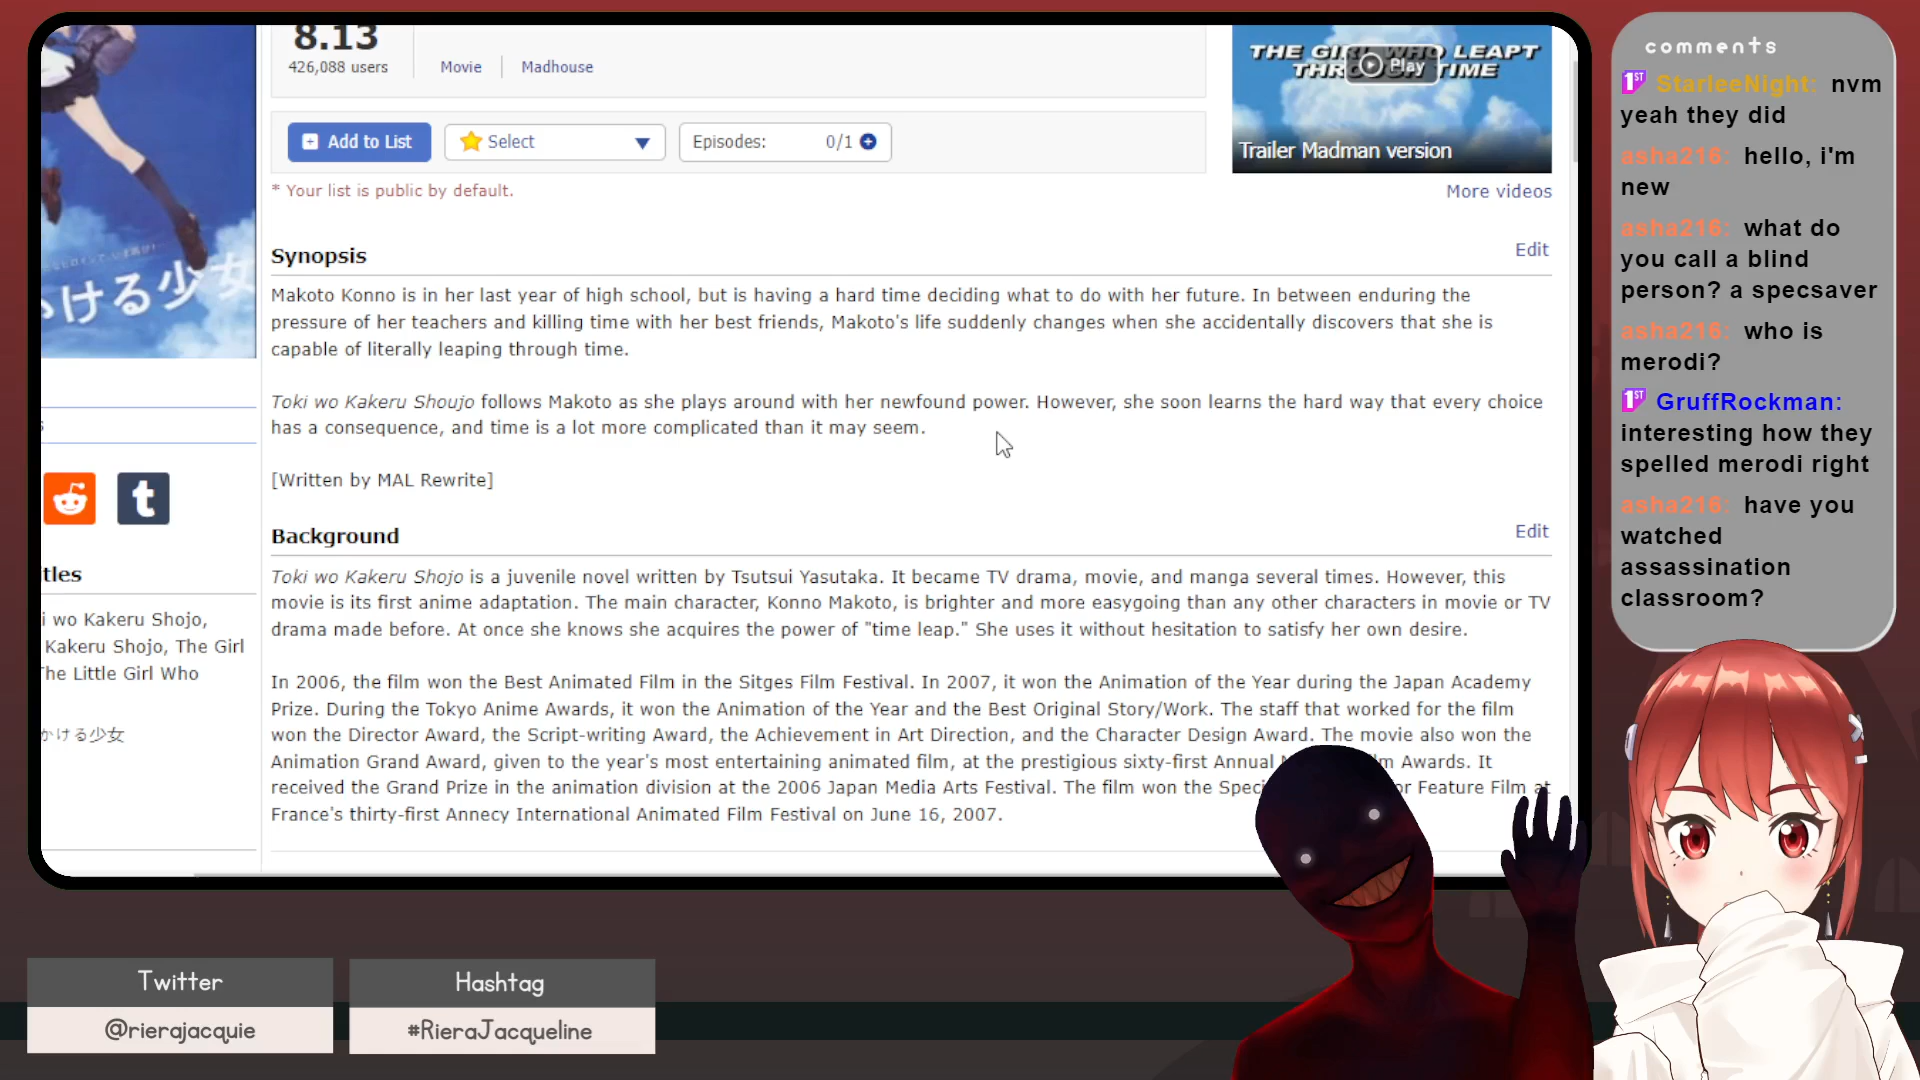 8.13
426,088 users
Movie
Madhouse
THE GIRL WHO LEAPT
THROUGH TIME
Play
Trailer Madman version
Add to List
Select
Episodes: 0/1
* Your list is public by default.
More videos
Synopsis
Edit
Makoto Konno is in her last year of high school, but is having a hard time deciding what to do with her future. In between enduring the
pressure of her teachers and killing time with her best friends, Makoto's life suddenly changes when she accidentally discovers that she is
capable of literally leaping through time.
Toki wo Kakeru Shoujo follows Makoto as she plays around with her newfound power. However, she soon learns the hard way that every choice
has a consequence, and time is a lot more complicated than it may seem.
[Written by MAL Rewrite]
Background
Edit
Toki wo Kakeru Shojo is a juvenile novel written by Tsutsui Yasutaka. It became TV drama, movie, and manga several times. However, this
movie is its first anime adaptation. The main character, Konno Makoto, is brighter and more easygoing than any other characters in movie or TV
drama made before. At once she knows she acquires the power of "time leap." She uses it without hesitation to satisfy her own desire.
In 2006, the film won the Best Animated Film in the Sitges Film Festival. In 2007, it won the Animation of the Year during the Japan Academy
Prize. During the Tokyo Anime Awards, it won the Animation of the Year and the Best Original Story/Work. The staff that worked for the film
won the Director Award, the Script-writing Award, the Achievement in Art Direction, and the Character Design Award. The movie also won the
Animation Grand Award, given to the year's most entertaining animated film, at the prestigious sixty-first Annual Film Awards. It
received the Grand Prize in the animation division at the 2006 Japan Media Arts Festival. The film won the Feature Film at
France's thirty-first Annecy International Animated Film Festival on June 16, 2007.
ける少女
t
tles
i wo Kakeru Shojo,
Kakeru Shojo, The Girl
The Little Girl Who
かける少女
comments
1ST StarleeNight: nvm
yeah they did
asha216: hello, i'm
new
asha216: what do
you call a blind
person? a specsaver
asha216: who is
merodi?
1ST GruffRockman:
interesting how they
spelled merodi right
asha216: have you
watched
assassination
classroom?
Twitter
@rierajacquie
Hashtag
#RieraJacqueline